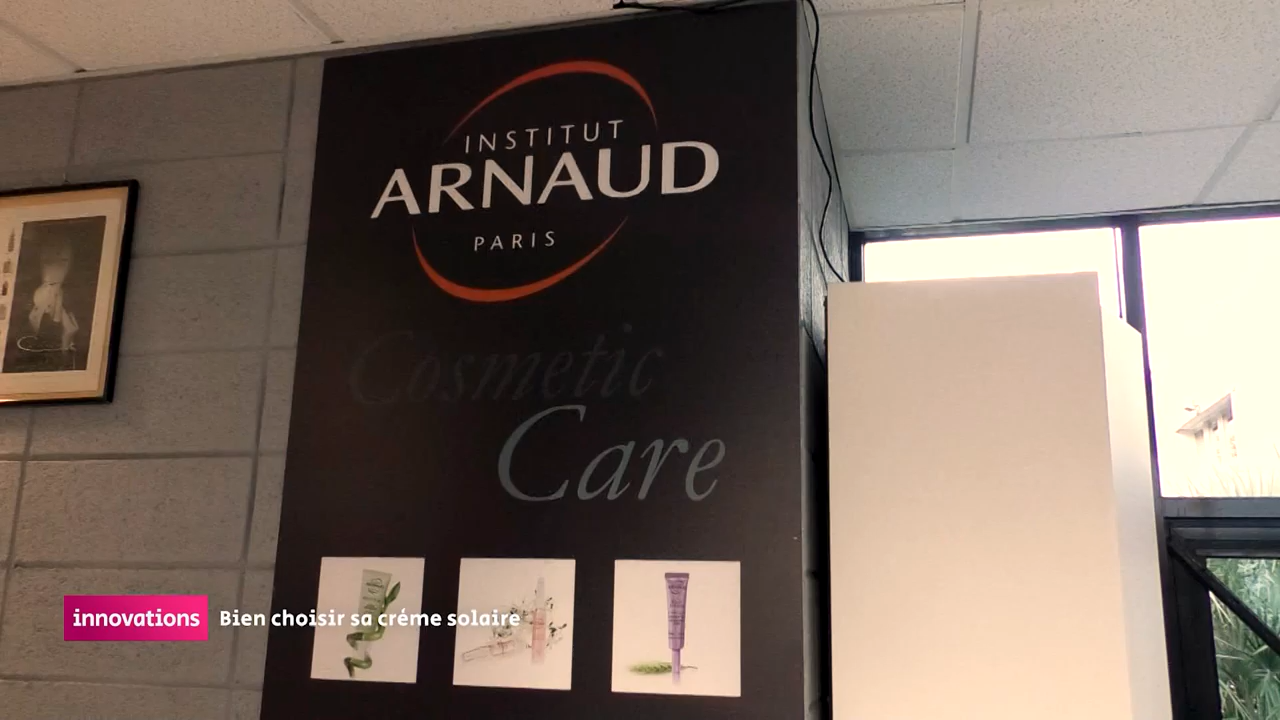 INSTITUT
ARNAUD
PARIS
Cosmetic
Care
innovations Bien choisir sa créme solaire